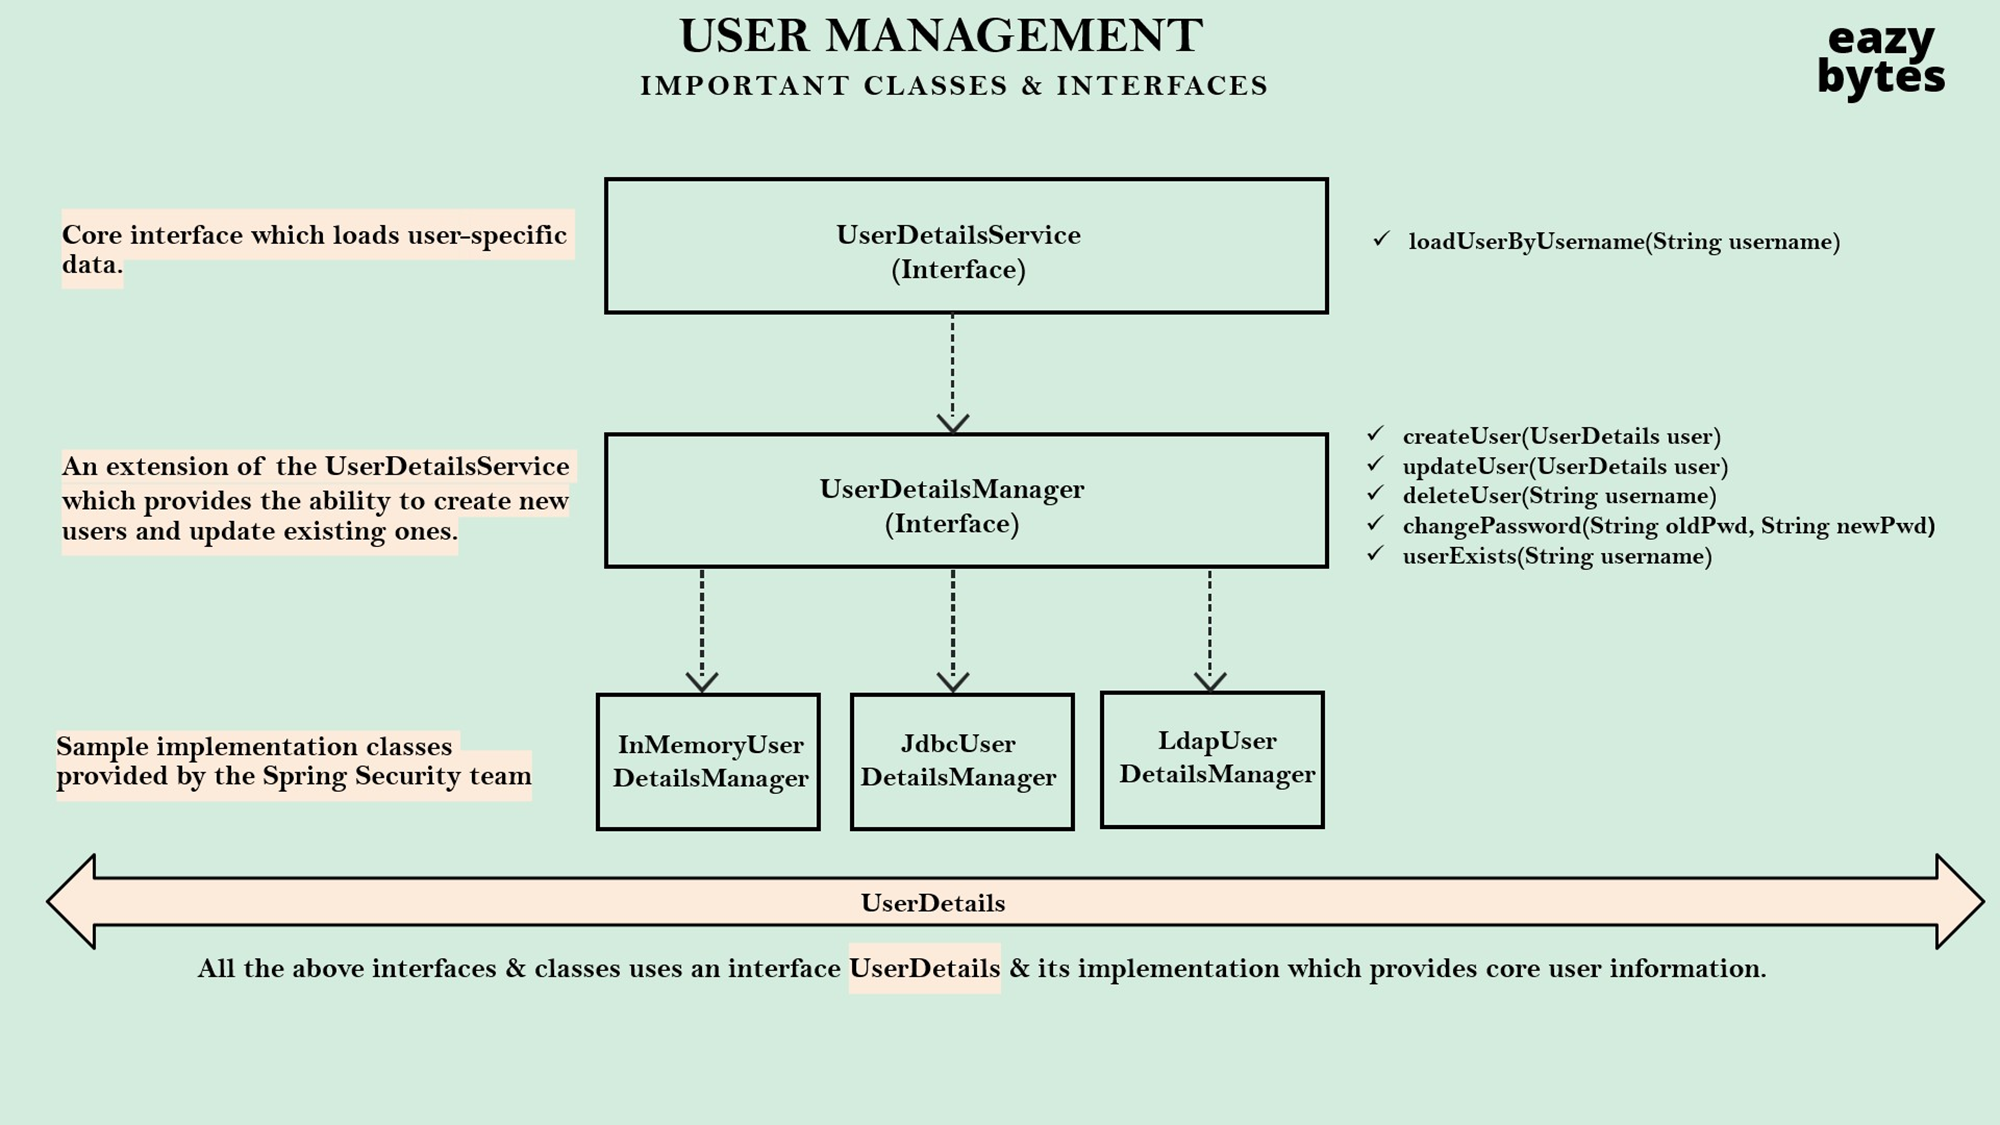 USER MANAGEMENT
IMPORTANT CLASSES & INTERFACES
eazy
bytes
Core interface which loads user-specific
data.
UserDetailsService
(Interface)
✓ loadUserByUsername(String username)
An extension of the UserDetailsService
which provides the ability to create new
users and update existing ones.
UserDetailsManager
(Interface)
✓ createUser(UserDetails user)
✓ updateUser(UserDetails user)
✓ deleteUser(String username)
✓ changePassword(String oldPwd, String newPwd)
✓ userExists(String username)
Sample implementation classes
provided by the Spring Security team
InMemoryUser
DetailsManager
JdbcUser
DetailsManager
LdapUser
DetailsManager
UserDetails
All the above interfaces & classes uses an interface UserDetails & its implementation which provides core user information.